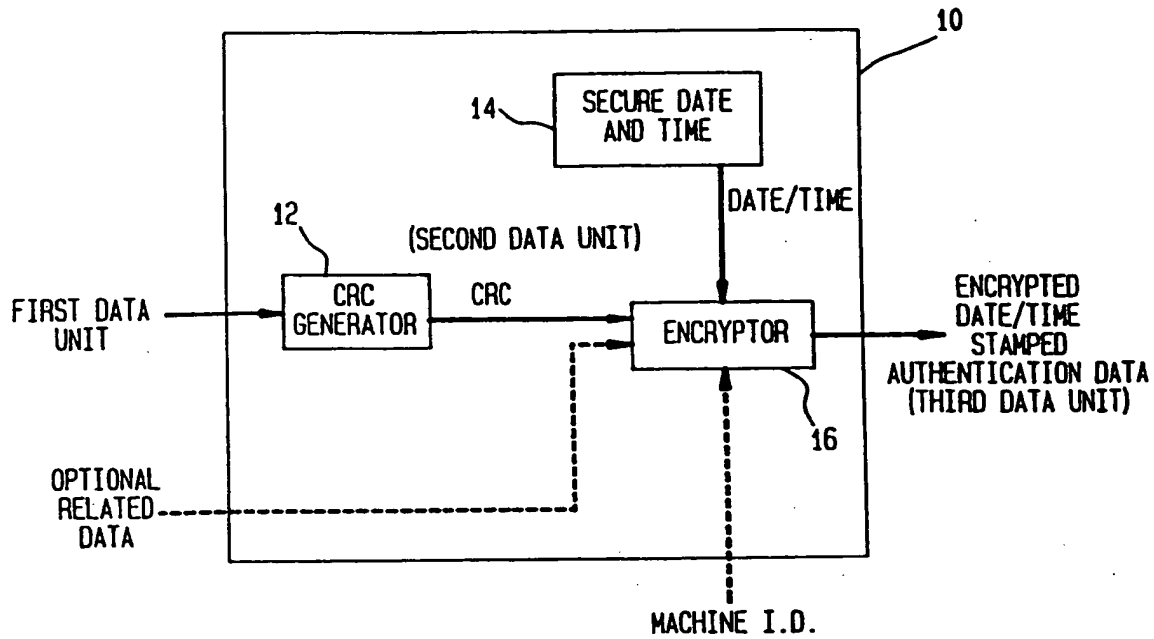 10
14
SECURE DATE
AND TIME
DATE/TIME
12
(SECOND DATA UNIT)
FIRST DATA
UNIT
CRC
GENERATOR
CRC
ENCRYPTOR
ENCRYPTED
DATE/TIME
STAMPED
AUTHENTICATION DATA
(THIRD DATA UNIT)
16
OPTIONAL
RELATED
DATA
MACHINE I.D.